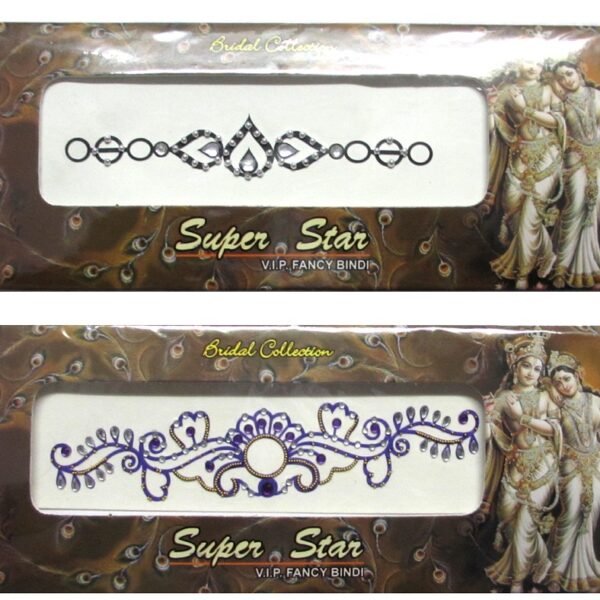 Bridal Collection
Super Star
V.I.P. FANCY BINDI
Bridal Collection
Super Star
V.I.P. FANCY BINDI